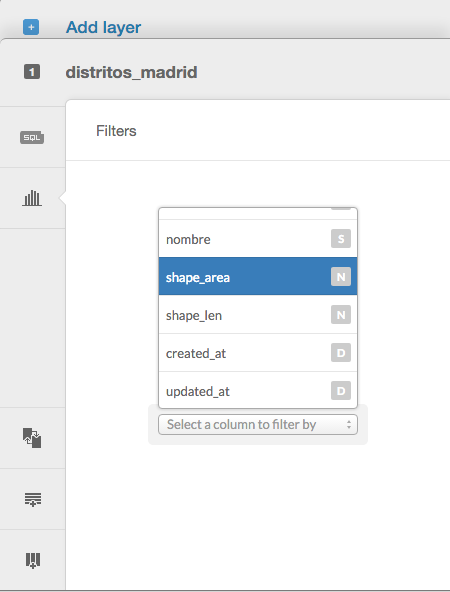 + Add layer
1 distritos_madrid
SQL
Filters
nombre S
shape_area N
shape_len N
created_at D
updated_at D
Select a column to filter by